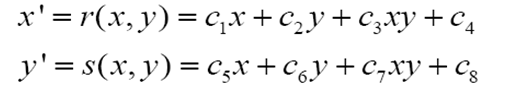 x' = r(x, y) = c₁x + c₂y + c₃xy + c₄
y' = s(x, y) = c₅x + c₆y + c₇xy + c₈